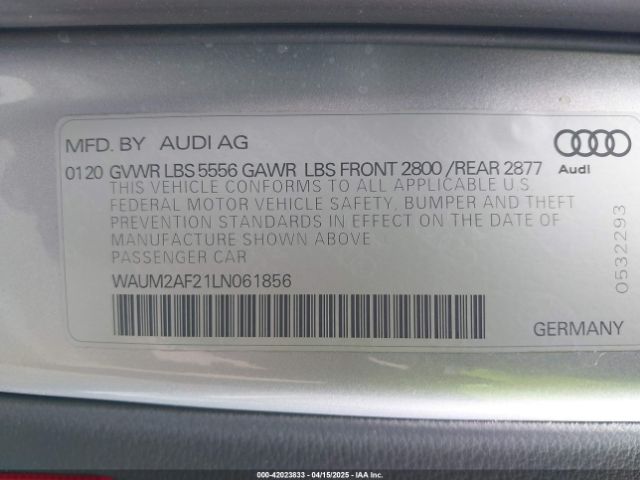 MFD. BY AUDI AG
0120 GVWR LBS 5556 GAWR LBS FRONT 2800 /REAR 2877
THIS VEHICLE CONFORMS TO ALL APPLICABLE U.S.
FEDERAL MOTOR VEHICLE SAFETY, BUMPER AND THEFT
PREVENTION STANDARDS IN EFFECT ON THE DATE OF
MANUFACTURE SHOWN ABOVE
PASSENGER CAR
WAUM2AF21LN061856
Audi
0532293
GERMANY
000-42023833 - 04/15/2025 - IAA Inc.